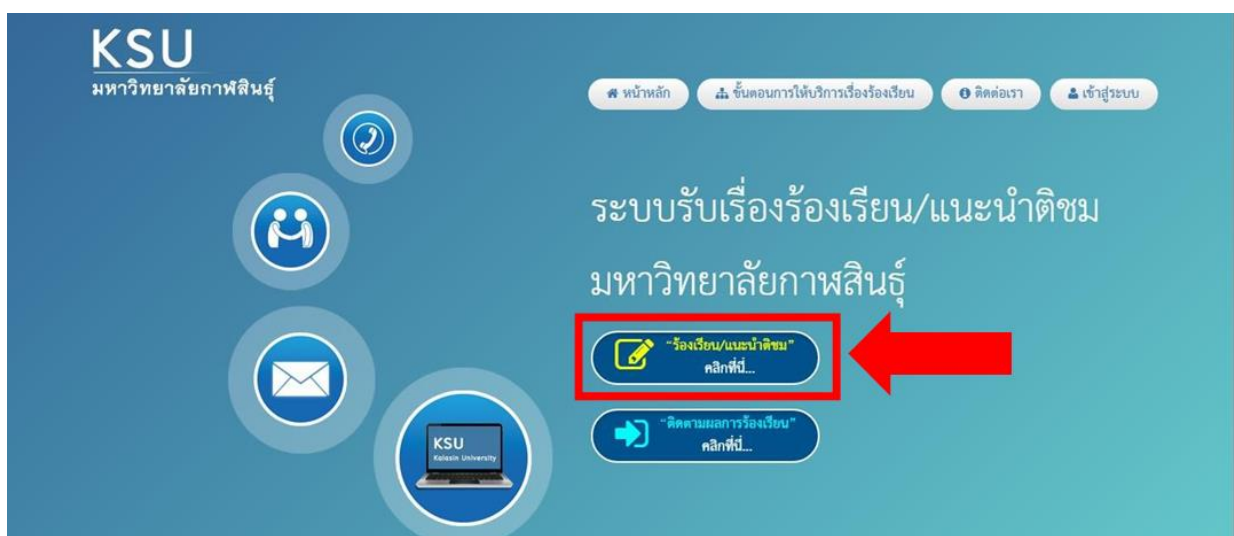 KSU
มหาวิทยาลัยกาฬสินธุ์
หน้าหลัก
ขั้นตอนการให้บริการเรื่องร้องเรียน
ติดต่อเรา
เข้าสู่ระบบ
ระบบรับเรื่องร้องเรียน/แนะนำติชม
มหาวิทยาลัยกาฬสินธุ์
"ร้องเรียน/แนะนำติชม"
คลิกที่นี่...
"ติดตามผลการร้องเรียน"
คลิกที่นี่...
KSU
Kalasin University